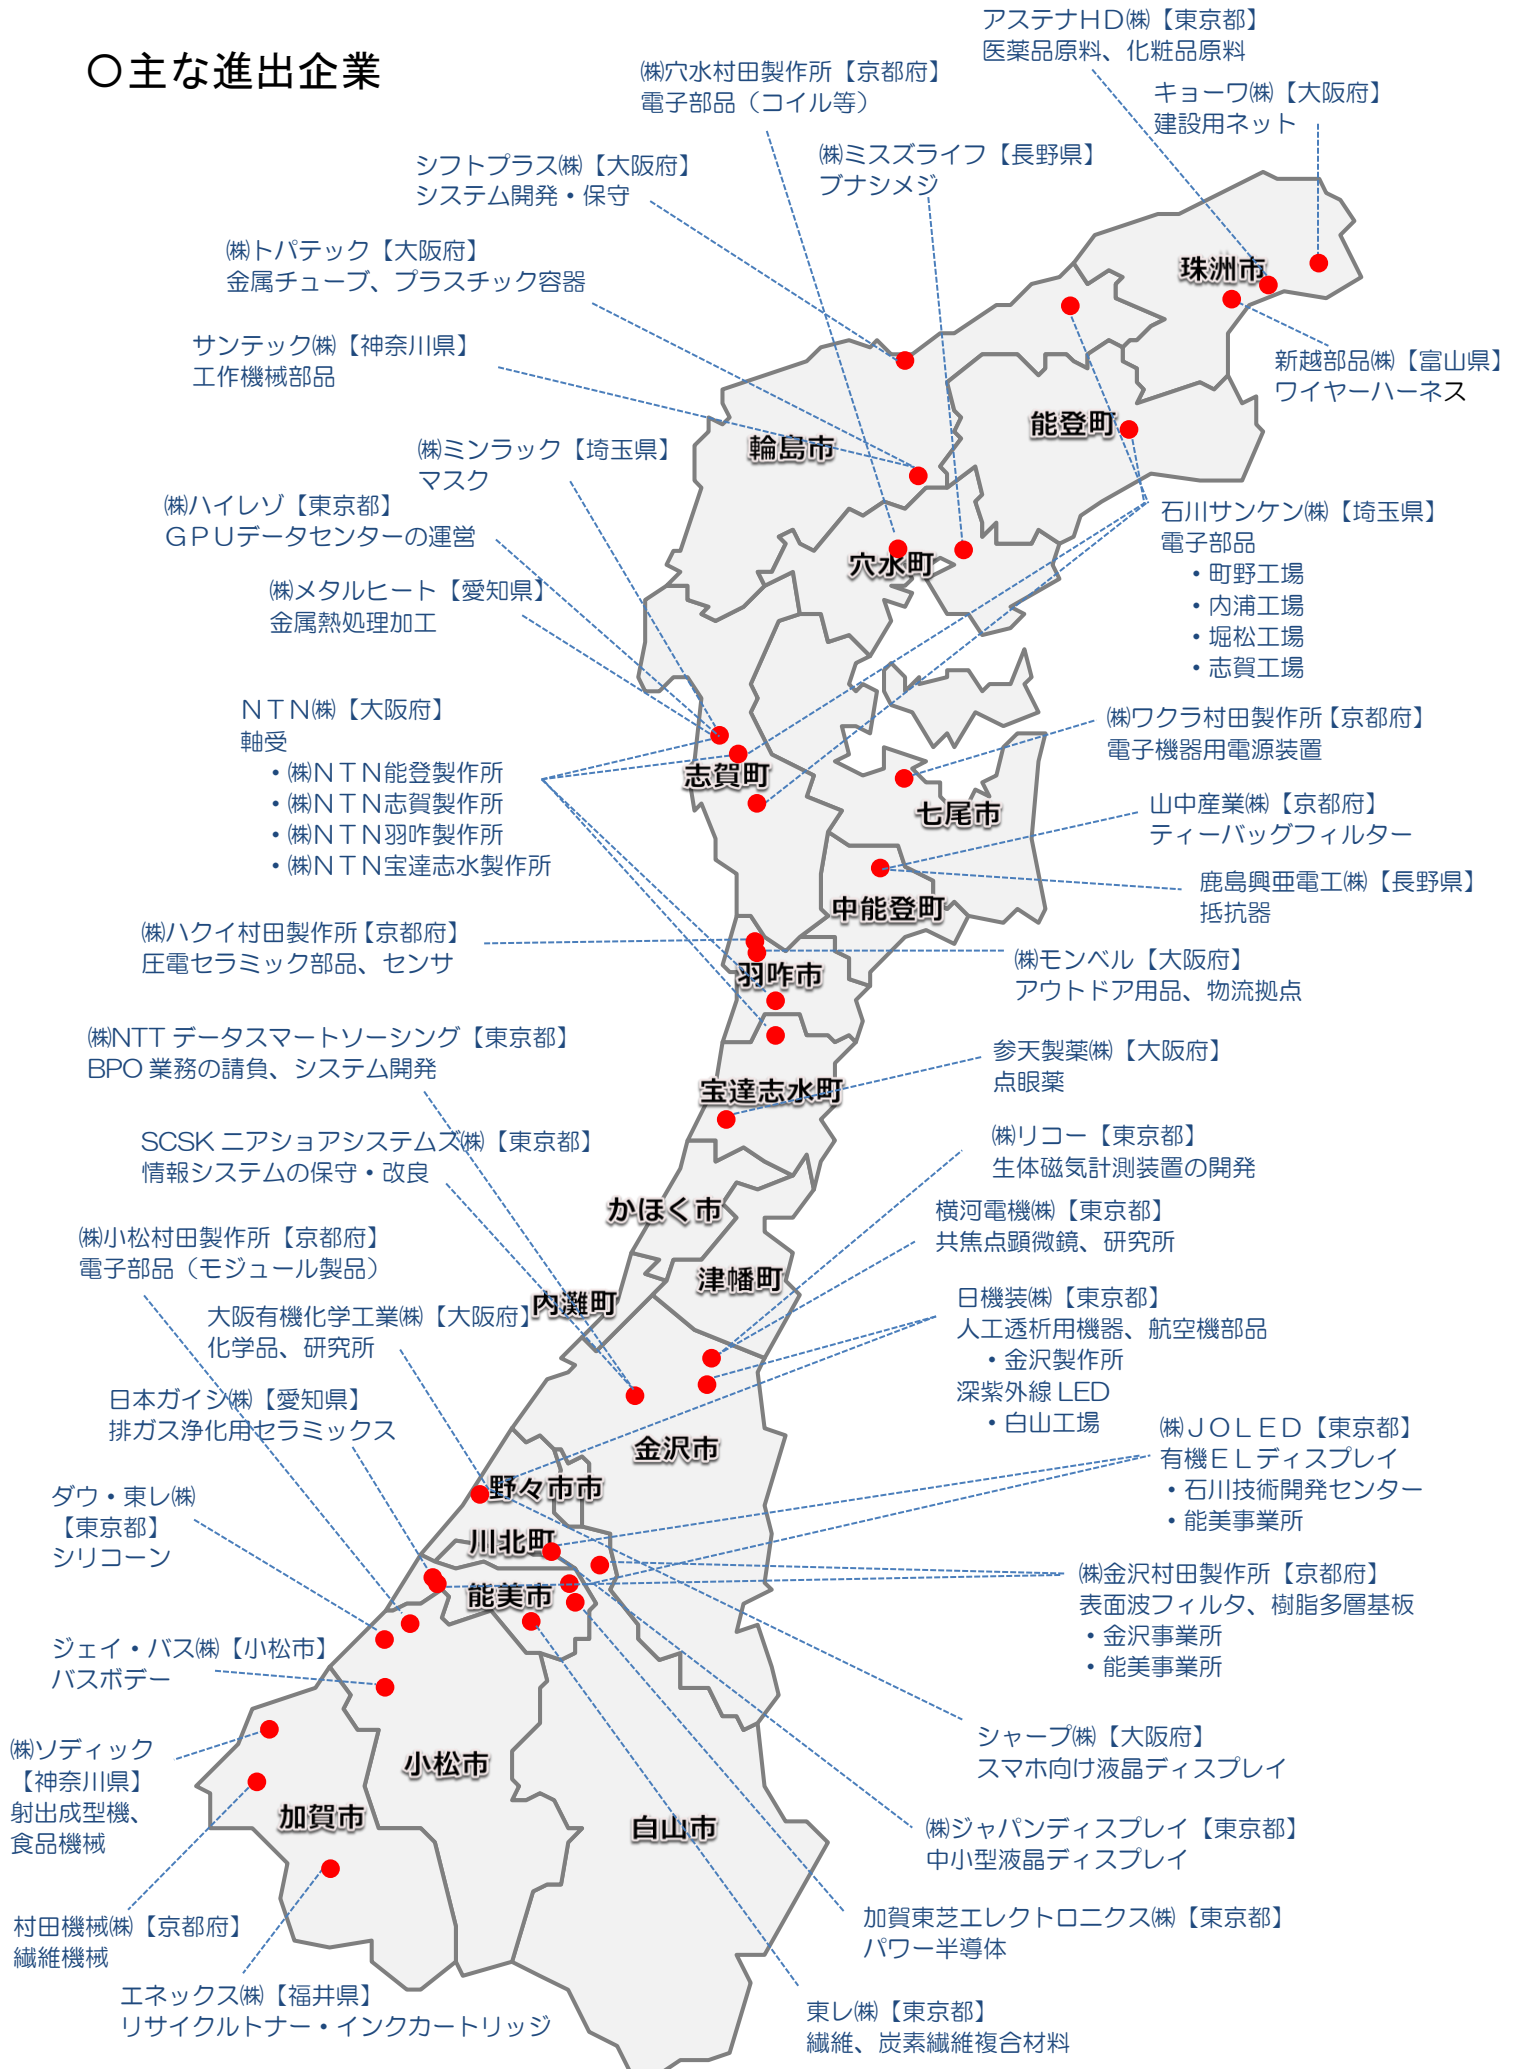 〇主な進出企業
アステナHD㈱【東京都】
医薬品原料、化粧品原料
キョーワ㈱【大阪府】
建設用ネット
㈱穴水村田製作所【京都府】
電子部品（コイル等）
㈱ミスズライフ【長野県】
ブナシメジ
シフトプラス㈱【大阪府】
システム開発・保守
㈱トパテック【大阪府】
金属チューブ、プラスチック容器
サンテック㈱【神奈川県】
工作機械部品
新越部品㈱【富山県】
ワイヤーハーネス
㈱ミンラック【埼玉県】
マスク
㈱ハイレゾ【東京都】
ＧＰＵデータセンターの運営
㈱メタルヒート【愛知県】
金属熱処理加工
石川サンケン㈱【埼玉県】
電子部品
・町野工場
・内浦工場
・堀松工場
・志賀工場
ＮＴＮ㈱【大阪府】
軸受
・㈱ＮＴＮ能登製作所
・㈱ＮＴＮ志賀製作所
・㈱ＮＴＮ羽咋製作所
・㈱ＮＴＮ宝達志水製作所
㈱ワクラ村田製作所【京都府】
電子機器用電源装置
山中産業㈱【京都府】
ティーバッグフィルター
鹿島興亜電工㈱【長野県】
抵抗器
㈱ハクイ村田製作所【京都府】
圧電セラミック部品、センサ
㈱モンベル【大阪府】
アウトドア用品、物流拠点
㈱NTTデータスマートソーシング【東京都】
BPO業務の請負、システム開発
参天製薬㈱【大阪府】
点眼薬
SCSKニアショアシステムズ㈱【東京都】
情報システムの保守・改良
㈱リコー【東京都】
生体磁気計測装置の開発
横河電機㈱【東京都】
共焦点顕微鏡、研究所
㈱小松村田製作所【京都府】
電子部品（モジュール製品）
大阪有機化学工業㈱【大阪府】
化学品、研究所
日機装㈱【東京都】
人工透析用機器、航空機部品
・金沢製作所
深紫外線LED
・白山工場
日本ガイシ㈱【愛知県】
排ガス浄化用セラミックス
㈱ＪＯＬＥＤ【東京都】
有機ＥＬディスプレイ
・石川技術開発センター
・能美事業所
ダウ・東レ㈱
【東京都】
シリコーン
㈱金沢村田製作所【京都府】
表面波フィルタ、樹脂多層基板
・金沢事業所
・能美事業所
ジェイ・バス㈱【小松市】
バスボデー
シャープ㈱【大阪府】
スマホ向け液晶ディスプレイ
㈱ソディック
【神奈川県】
射出成型機、
食品機械
㈱ジャパンディスプレイ【東京都】
中小型液晶ディスプレイ
村田機械㈱【京都府】
繊維機械
加賀東芝エレクトロニクス㈱【東京都】
パワー半導体
エネックス㈱【福井県】
リサイクルトナー・インクカートリッジ
東レ㈱【東京都】
繊維、炭素繊維複合材料
珠洲市
能登町
輪島市
穴水町
志賀町
七尾市
中能登町
羽咋市
宝達志水町
かほく市
津幡町
内灘町
金沢市
野々市市
川北町
能美市
小松市
加賀市
白山市